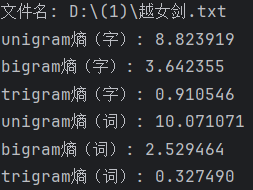 文件名: D:\(1)\越女剑.txt
unigram熵（字）: 8.823919
bigram熵（字）: 3.642355
trigram熵（字）: 0.910546
unigram熵（词）: 10.071071
bigram熵（词）: 2.529464
trigram熵（词）: 0.327490